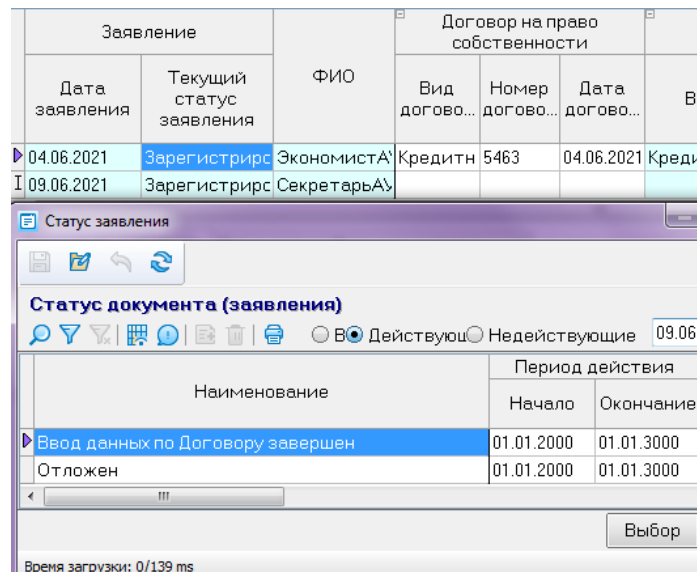 Заявление
ФИО
Договор на право
собственности
Дата
заявления
Текущий
статус
заявления
Вид
догово...
Номер
догово...
Дата
догово...
В
04.06.2021 Зарегистрирс ЭкономистА Кредитн 5463 04.06.2021 Креди
09.06.2021 Зарегистрирс СекретарьА
Статус заявления
Статус документа (заявления)
В Действующ Недействующие 09.06
Наименование
Период действия
Начало Окончание
Ввод данных по Договору завершен 01.01.2000 01.01.3000
Отложен 01.01.2000 01.01.3000
Выбор
Время загрузки: 0/139 ms